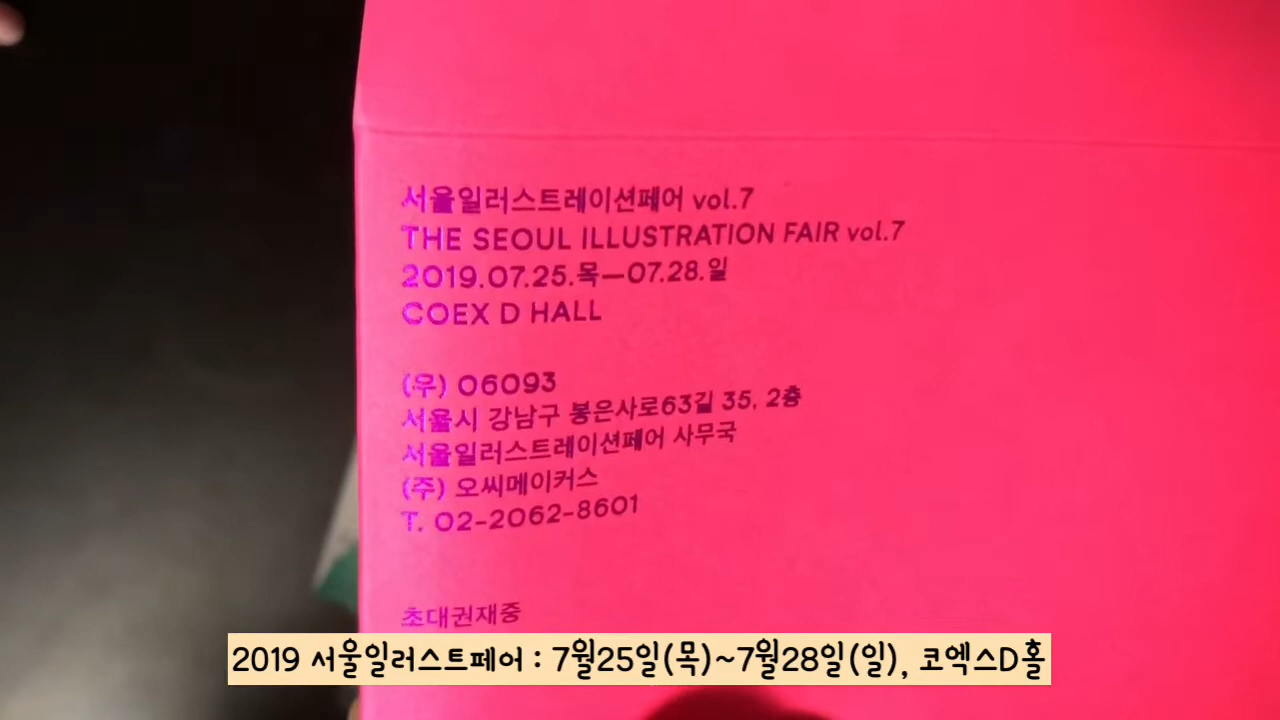 서울일러스트레이션페어 vol.7
THE SEOUL ILLUSTRATION FAIR vol.7
2019.07.25.목—07.28.일
COEX D HALL
(우) 06093
서울시 강남구 봉은사로63길 35, 2층
서울일러스트레이션페어 사무국
(주) 오씨메이커스
T. 02-2062-8601
초대권재중
2019 서울일러스트페어 : 7월25일(목)~7월28일(일), 코엑스D홀